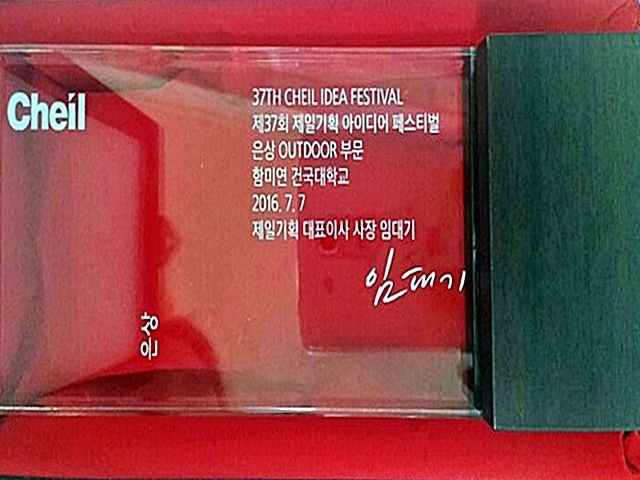 Cheil
37TH CHEIL IDEA FESTIVAL
제37회 제일기획 아이디어 페스티벌
은상 OUTDOOR 부문
함미연 건국대학교
2016. 7. 7
제일기획 대표이사 사장 임대기
임대기
은상